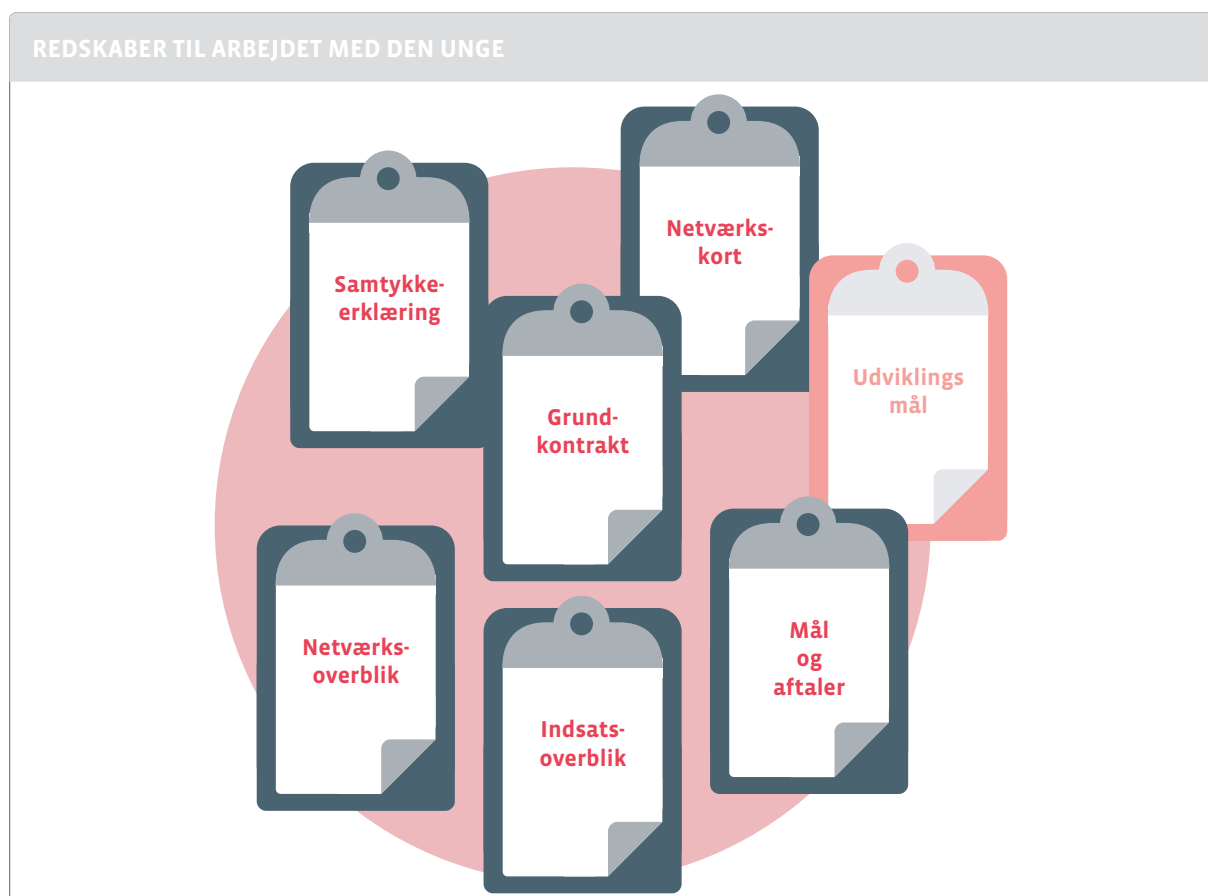 REDSKABER TIL ARBEJDET MED DEN UNGE
Netværks-
kort
Samtykke-
erklæring
Udviklings
mål
Grund-
kontrakt
Netværks-
overblik
Mål
og
aftaler
Indsats-
overblik